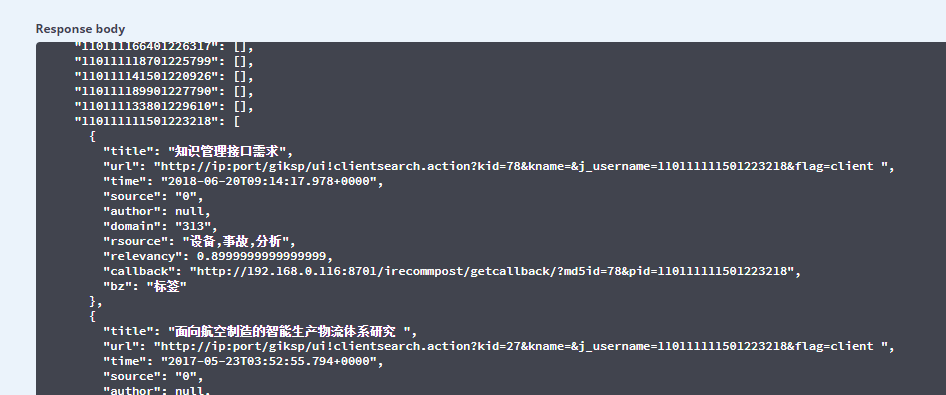 Response body
"110111166401226317": [],
"110111118701225799": [],
"110111141501220926": [],
"110111189901227790": [],
"110111133801229610": [],
"110111111501223218": [
{
"title": "知识管理接口需求",
"url": "http://ip:port/giksp/ui!clientsearch.action?kid=78&kname=&j_username=110111111501223218&flag=client ",
"time": "2018-06-20T09:14:17.978+0000",
"source": "0",
"author": null,
"domain": "313",
"rsource": "设备,事故,分析",
"relevancy": 0.8999999999999999,
"callback": "http://192.168.0.116:8701/irecommpost/getcallback/?md5id=78&pid=110111111501223218",
"bz": "标签"
},
{
"title": "面向航空制造的智能生产物流体系研究 ",
"url": "http://ip:port/giksp/ui!clientsearch.action?kid=27&kname=&j_username=110111111501223218&flag=client ",
"time": "2017-05-23T03:52:55.794+0000",
"source": "0",
"author": null,